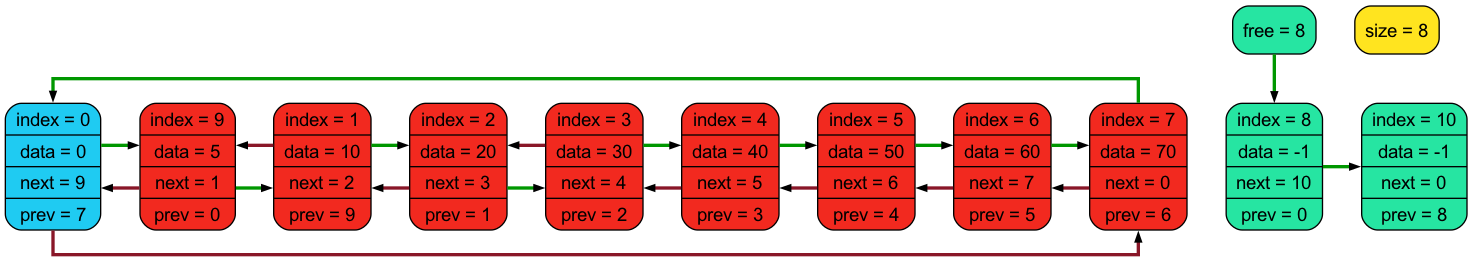 free = 8
size = 8
index = 0
data = 0
next = 9
prev = 7
index = 9
data = 5
next = 1
prev = 0
index = 1
data = 10
next = 2
prev = 9
index = 2
data = 20
next = 3
prev = 1
index = 3
data = 30
next = 4
prev = 2
index = 4
data = 40
next = 5
prev = 3
index = 5
data = 50
next = 6
prev = 4
index = 6
data = 60
next = 7
prev = 5
index = 7
data = 70
next = 0
prev = 6
index = 8
data = -1
next = 10
prev = 0
index = 10
data = -1
next = 0
prev = 8